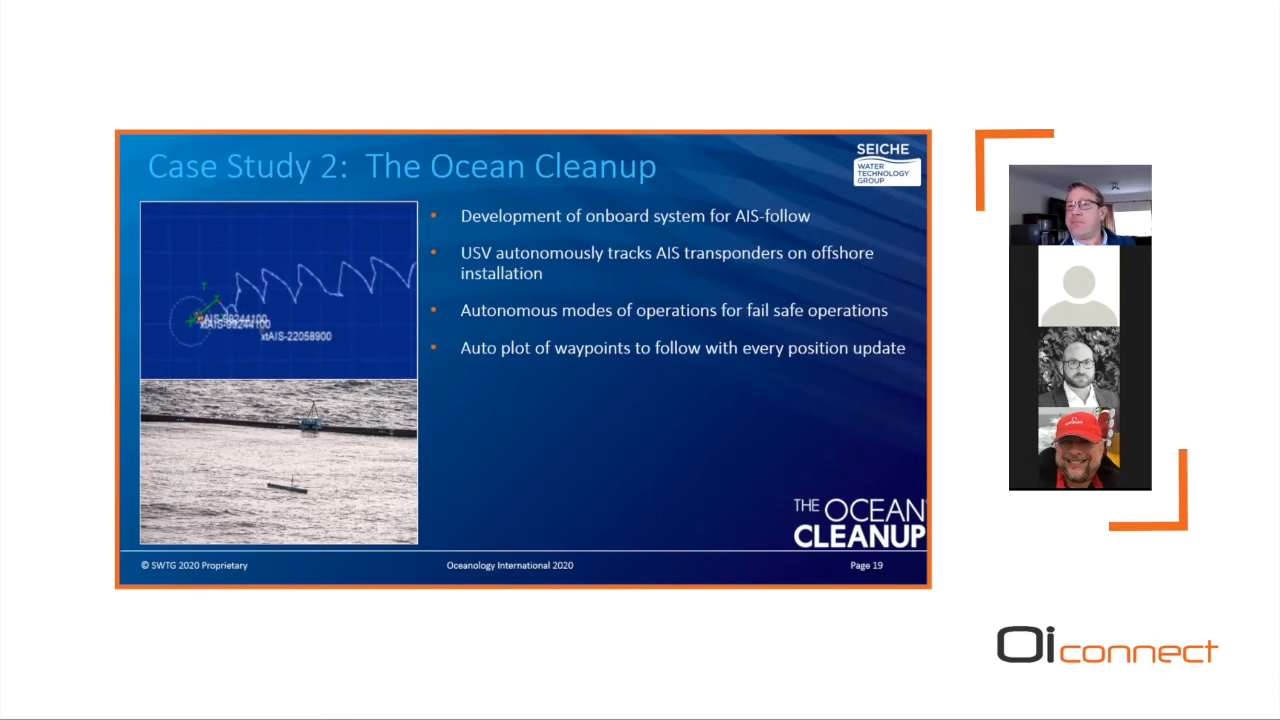 Case Study 2: The Ocean Cleanup
SEICHE
WATER
TECHNOLOGY
GROUP
• Development of onboard system for AIS-follow
• USV autonomously tracks AIS transponders on offshore
installation
• Autonomous modes of operations for fail safe operations
• Auto plot of waypoints to follow with every position update
T
xtAIS-99244100
xtAIS-22058900
THE OCEAN
CLEANUP
© SWTG 2020 Proprietary
Oceanology International 2020
Page 19
Oi connect